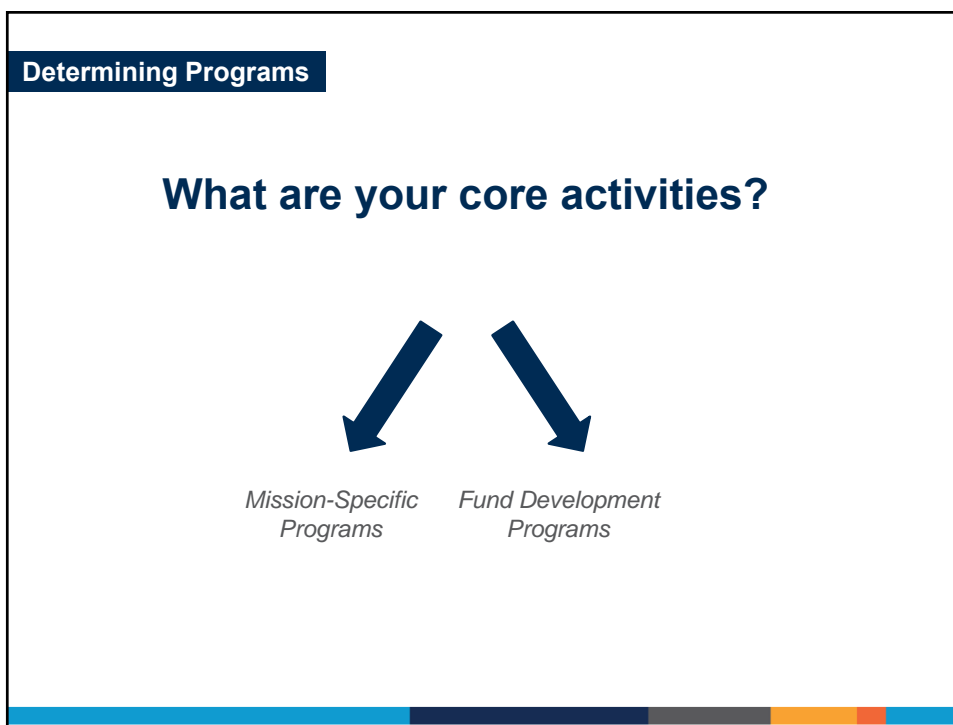 Determining Programs
What are your core activities?
Mission-Specific
Programs
Fund Development
Programs